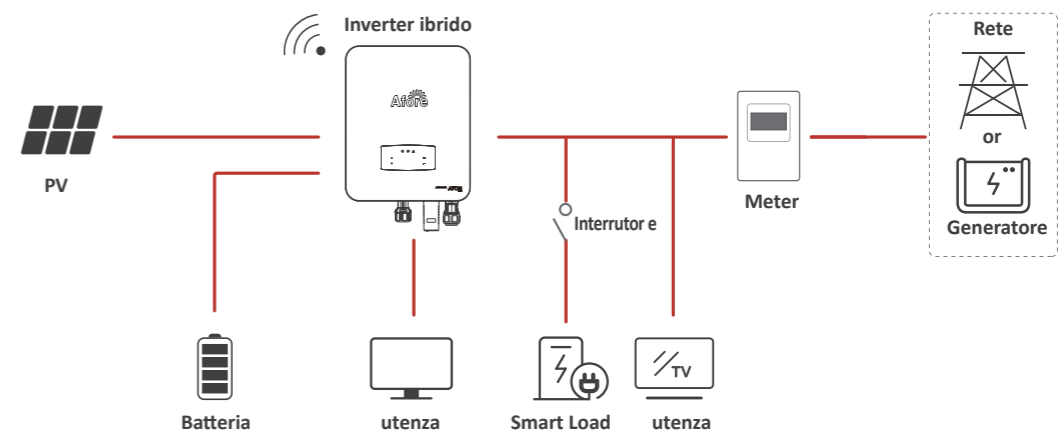 Inverter ibrido
Afore
PV
Interrutor e
Meter
Rete
or
Generatore
Batteria
utenza
Smart Load
TV
utenza